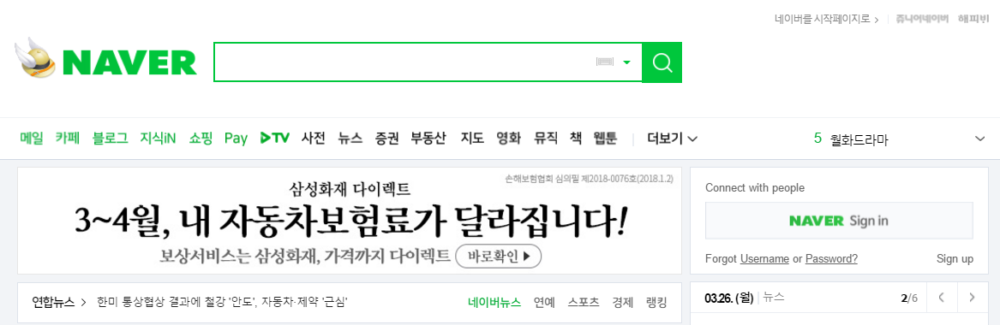 네이버를 시작페이지로
쥬니어네이버 해피빈
NAVER
메일 카페 블로그 지식iN 쇼핑 Pay TV 사전 뉴스 증권 부동산 지도 영화 뮤직 책 웹툰 더보기
5 월화드라마
손해보험협회 심의필 제2018-0076호(2018.1.2)
삼성화재 다이렉트
3~4월, 내 자동차보험료가 달라집니다!
보상서비스는 삼성화재, 가격까지 다이렉트 바로확인
Connect with people
NAVER Sign in
Forgot Username or Password? Sign up
연합뉴스 한미 통상협상 결과에 철강 '안도', 자동차·제약 '근심'
네이버뉴스 연예 스포츠 경제 랭킹
03.26. (월) 뉴스 2/6